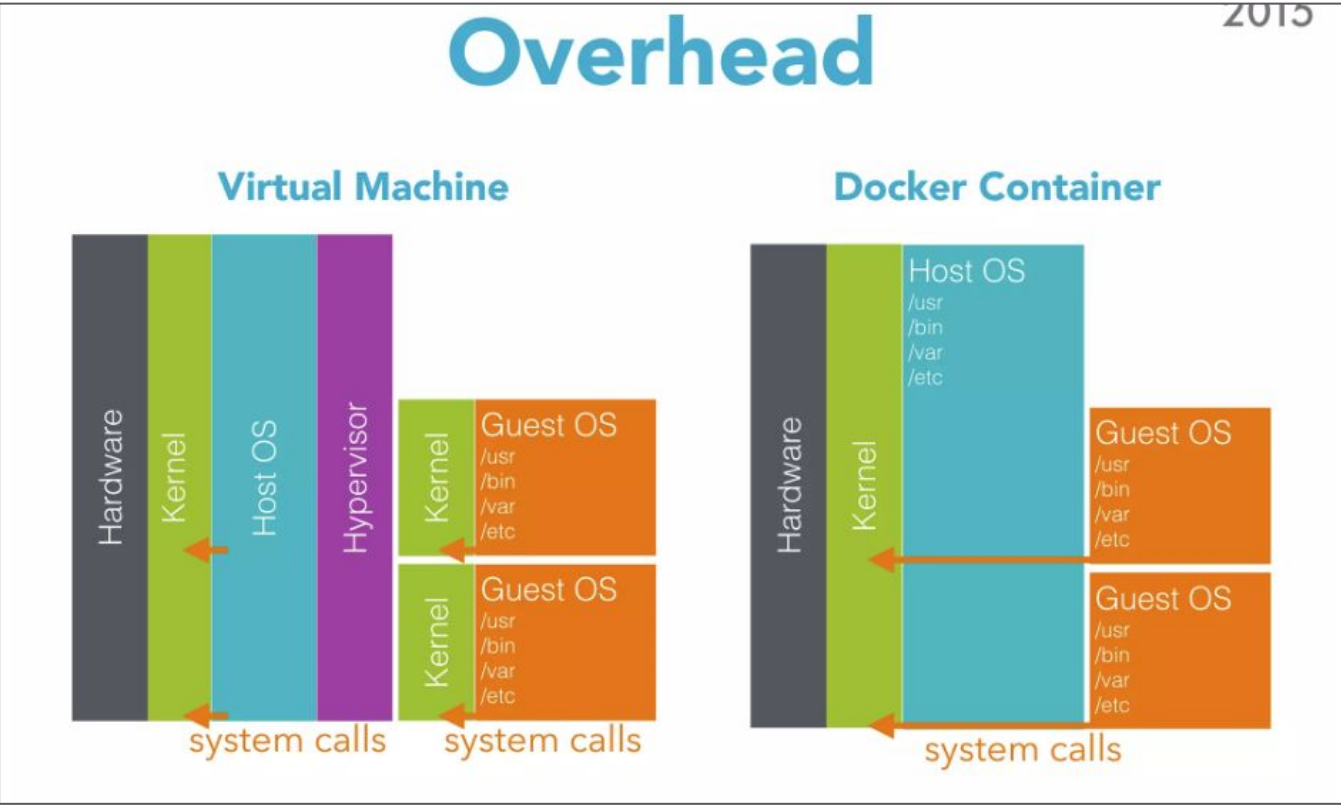 2015
Overhead
Virtual Machine
Hardware
Kernel
Host OS
Hypervisor
Kernel
Guest OS
/usr
/bin
/var
/etc
Kernel
Guest OS
/usr
/bin
/var
/etc
system calls
system calls
Docker Container
Hardware
Kernel
Host OS
/usr
/bin
/var
/etc
Guest OS
/usr
/bin
/var
/etc
Guest OS
/usr
/bin
/var
/etc
system calls